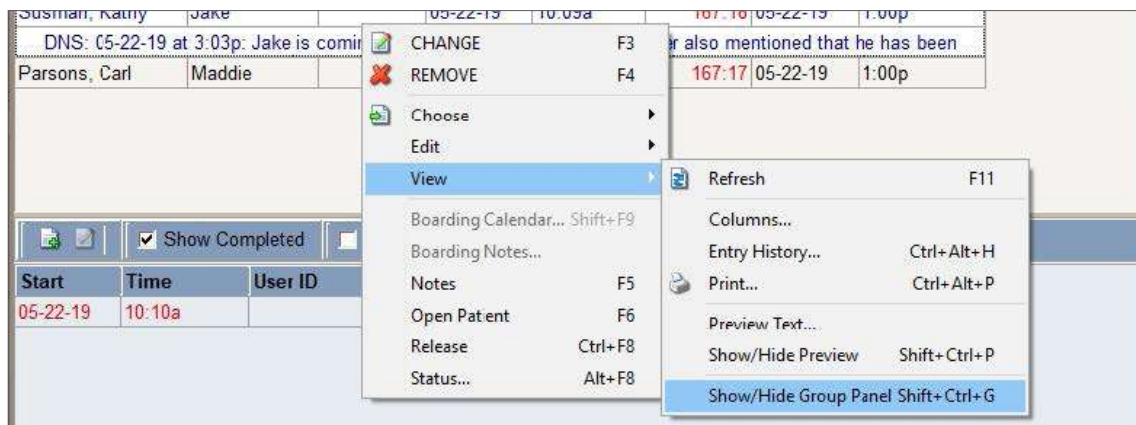 Susman, Kathy Jake 05-22-19 10:09a 167:16 05-22-19 1:00p
DNS: 05-22-19 at 3:03p: Jake is comin
er also mentioned that he has been
Parsons, Carl Maddie 167:17 05-22-19 1:00p
CHANGE F3
REMOVE F4
Choose
Edit
View
Boarding Calendar... Shift+F9
Boarding Notes...
Notes F5
Open Patient F6
Release Ctrl+F8
Status... Alt+F8
Refresh F11
Columns...
Entry History... Ctrl+Alt+H
Print... Ctrl+Alt+P
Preview Text...
Show/Hide Preview Shift+Ctrl+P
Show/Hide Group Panel Shift+Ctrl+G
Show Completed
Start Time User ID
05-22-19 10:10a